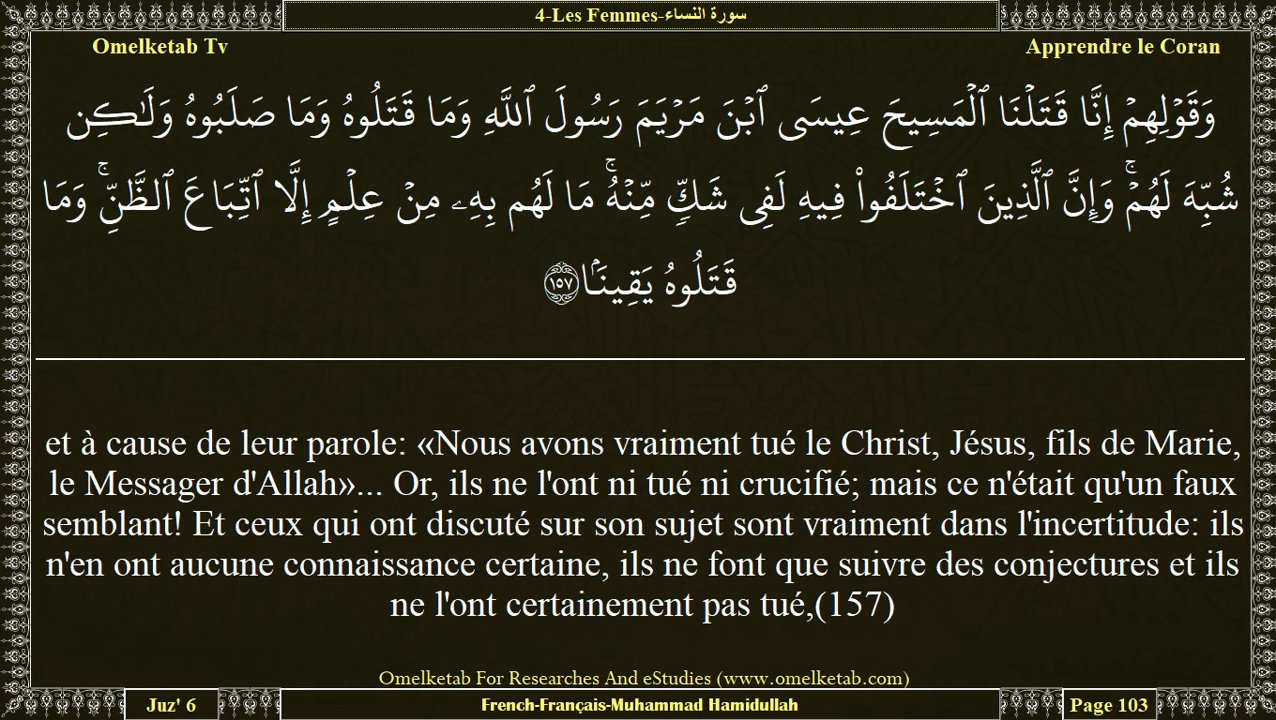 4-Les Femmes-سورة النساء
Omelketab Tv
Apprendre le Coran
وَقَوۡلِهِمۡ إِنَّا قَتَلۡنَا ٱلۡمَسِيحَ عِيسَى ٱبۡنَ مَرۡيَمَ رَسُولَ ٱللَّهِ وَمَا قَتَلُوهُ وَمَا صَلَبُوهُ وَلَٰكِن
شُبِّهَ لَهُمۡۚ وَإِنَّ ٱلَّذِينَ ٱخۡتَلَفُواْ فِيهِ لَفِي شَكّٖ مِّنۡهُۚ مَا لَهُم بِهِۦ مِنۡ عِلۡمٍ إِلَّا ٱتِّبَاعَ ٱلظَّنِّۚ وَمَا
قَتَلُوهُ يَقِينَۢا ١٥٧
et à cause de leur parole: «Nous avons vraiment tué le Christ, Jésus, fils de Marie,
le Messager d'Allah»... Or, ils ne l'ont ni tué ni crucifié; mais ce n'était qu'un faux
semblant! Et ceux qui ont discuté sur son sujet sont vraiment dans l'incertitude: ils
n'en ont aucune connaissance certaine, ils ne font que suivre des conjectures et ils
ne l'ont certainement pas tué,(157)
Omelketab For Researches And eStudies (www.omelketab.com)
Juz' 6
French-Français-Muhammad Hamidullah
Page 103